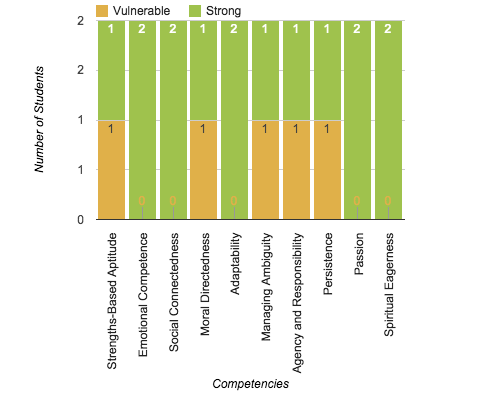 Vulnerable Strong
2
2
1
1
0
Number of Students
1 2 2 1 2 1 1 1 2 2
1 0 0 1 0 1 1 1 0 0
Strengths-Based Aptitude
Emotional Competence
Social Connectedness
Moral Directedness
Adaptability
Managing Ambiguity
Agency and Responsibility
Persistence
Passion
Spiritual Eagerness
Competencies